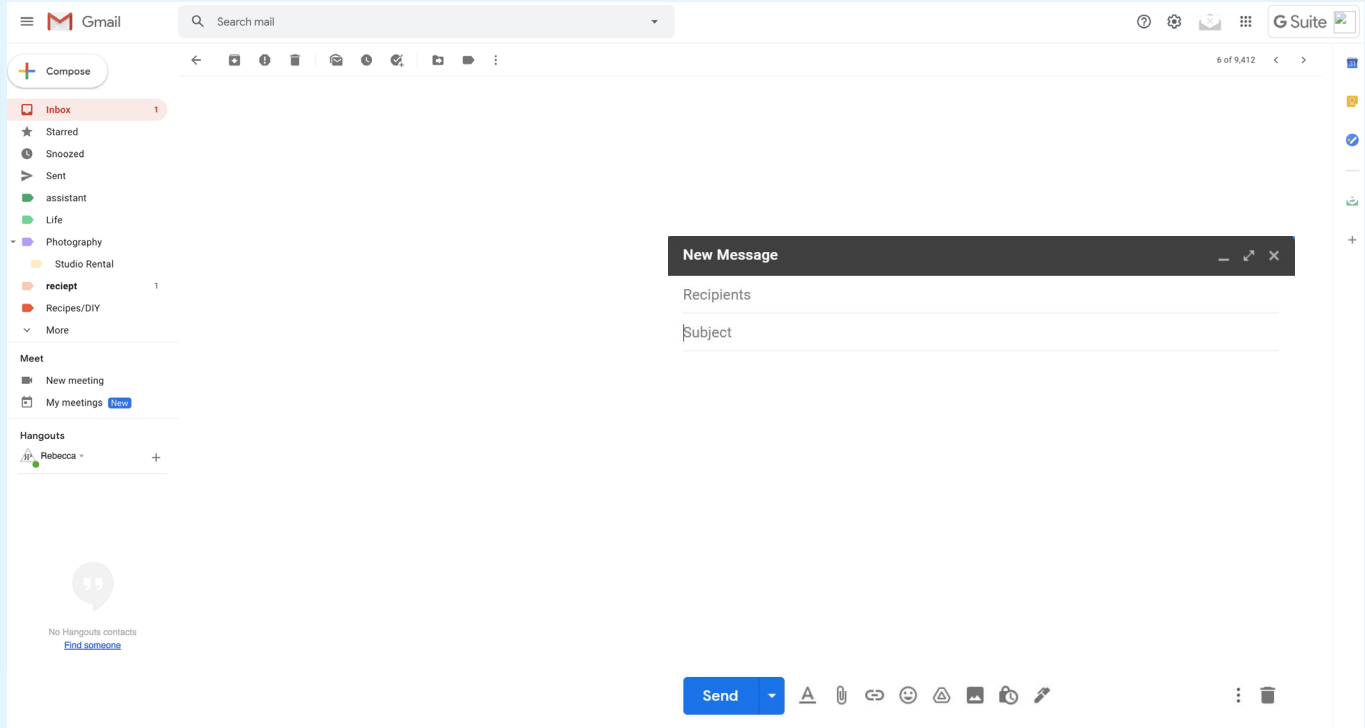 Gmail
Search mail
G Suite
Compose
6 of 9,412
Inbox 1
Starred
Snoozed
Sent
assistant
Life
Photography
Studio Rental
reciept 1
Recipes/DIY
More
Meet
New meeting
My meetings New
Hangouts
Rebecca
No Hangouts contacts
Find someone
New Message
Recipients
Subject
Send